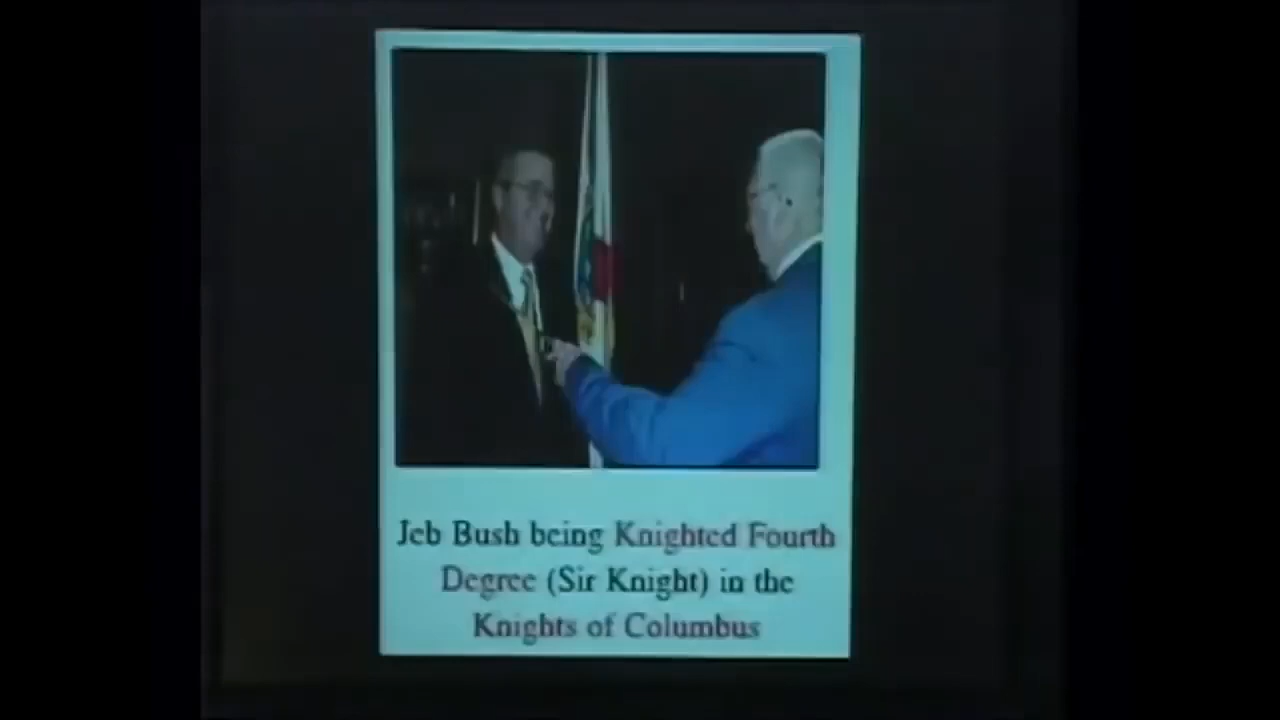 Jeb Bush being Knighted Fourth
Degree (Sir Knight) in the
Knights of Columbus